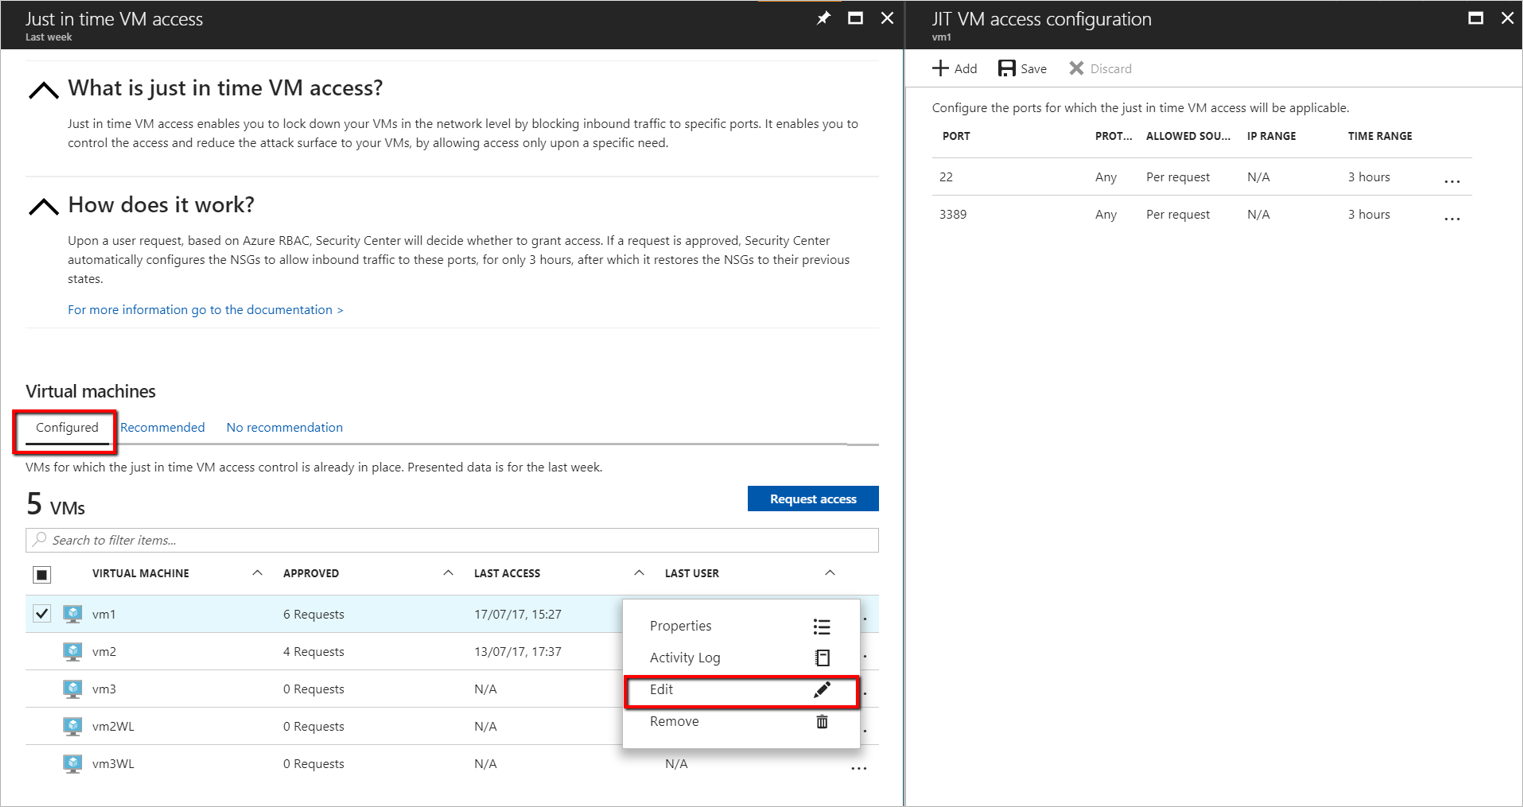 Just in time VM access
Last week
What is just in time VM access?
Just in time VM access enables you to lock down your VMs in the network level by blocking inbound traffic to specific ports. It enables you to
control the access and reduce the attack surface to your VMs, by allowing access only upon a specific need.
How does it work?
Upon a user request, based on Azure RBAC, Security Center will decide whether to grant access. If a request is approved, Security Center
automatically configures the NSGs to allow inbound traffic to these ports, for only 3 hours, after which it restores the NSGs to their previous
states.
For more information go to the documentation >
Virtual machines
Configured Recommended No recommendation
VMs for which the just in time VM access control is already in place. Presented data is for the last week.
5 VMs
Request access
Search to filter items...
VIRTUAL MACHINE APPROVED LAST ACCESS LAST USER
vm1 6 Requests 17/07/17, 15:27
vm2 4 Requests 13/07/17, 17:37
vm3 0 Requests N/A
vm2WL 0 Requests N/A
vm3WL 0 Requests N/A N/A ...
Properties
Activity Log
Edit
Remove
JIT VM access configuration
vm1
Add Save Discard
Configure the ports for which the just in time VM access will be applicable.
PORT PROT... ALLOWED SOU... IP RANGE TIME RANGE
22 Any Per request N/A 3 hours ...
3389 Any Per request N/A 3 hours ...